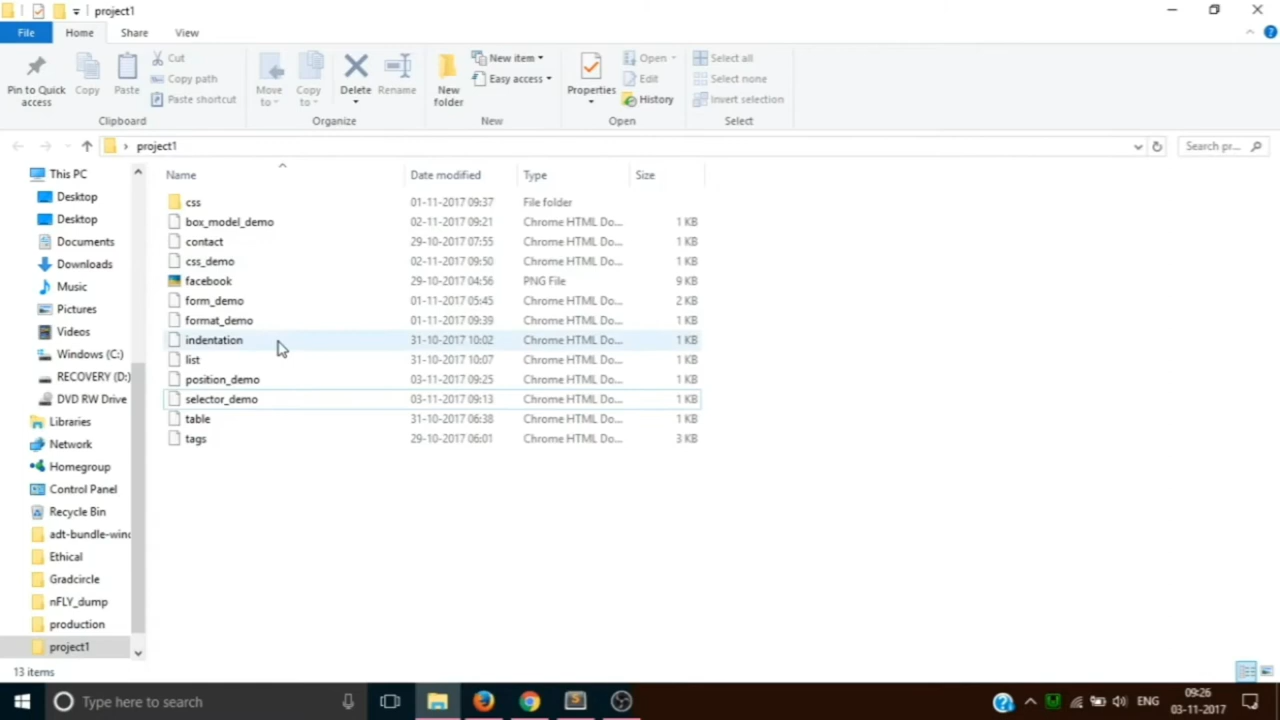 project1
File Home Share View
Pin to Quick access
Copy
Paste
Cut
Copy path
Paste shortcut
Clipboard
Move to
Copy to
Delete
Rename
Organize
New folder
New item
Easy access
New
Properties
Open
Edit
History
Open
Select all
Select none
Invert selection
Select
project1
Search pr...
Name Date modified Type Size
css 01-11-2017 09:37 File folder
box_model_demo 02-11-2017 09:21 Chrome HTML Do... 1 KB
contact 29-10-2017 07:55 Chrome HTML Do... 1 KB
css_demo 02-11-2017 09:50 Chrome HTML Do... 1 KB
facebook 29-10-2017 04:56 PNG File 9 KB
form_demo 01-11-2017 05:45 Chrome HTML Do... 2 KB
format_demo 01-11-2017 09:39 Chrome HTML Do... 1 KB
indentation 31-10-2017 10:02 Chrome HTML Do... 1 KB
list 31-10-2017 10:07 Chrome HTML Do... 1 KB
position_demo 03-11-2017 09:25 Chrome HTML Do... 1 KB
selector_demo 03-11-2017 09:13 Chrome HTML Do... 1 KB
table 31-10-2017 06:38 Chrome HTML Do... 1 KB
tags 29-10-2017 06:01 Chrome HTML Do... 3 KB
This PC
Desktop
Desktop
Documents
Downloads
Music
Pictures
Videos
Windows (C:)
RECOVERY (D:)
DVD RW Drive
Libraries
Network
Homegroup
Control Panel
Recycle Bin
adt-bundle-winc
Ethical
Gradcircle
nFLY_dump
production
project1
13 items
Type here to search
ENG
09:26
03-11-2017